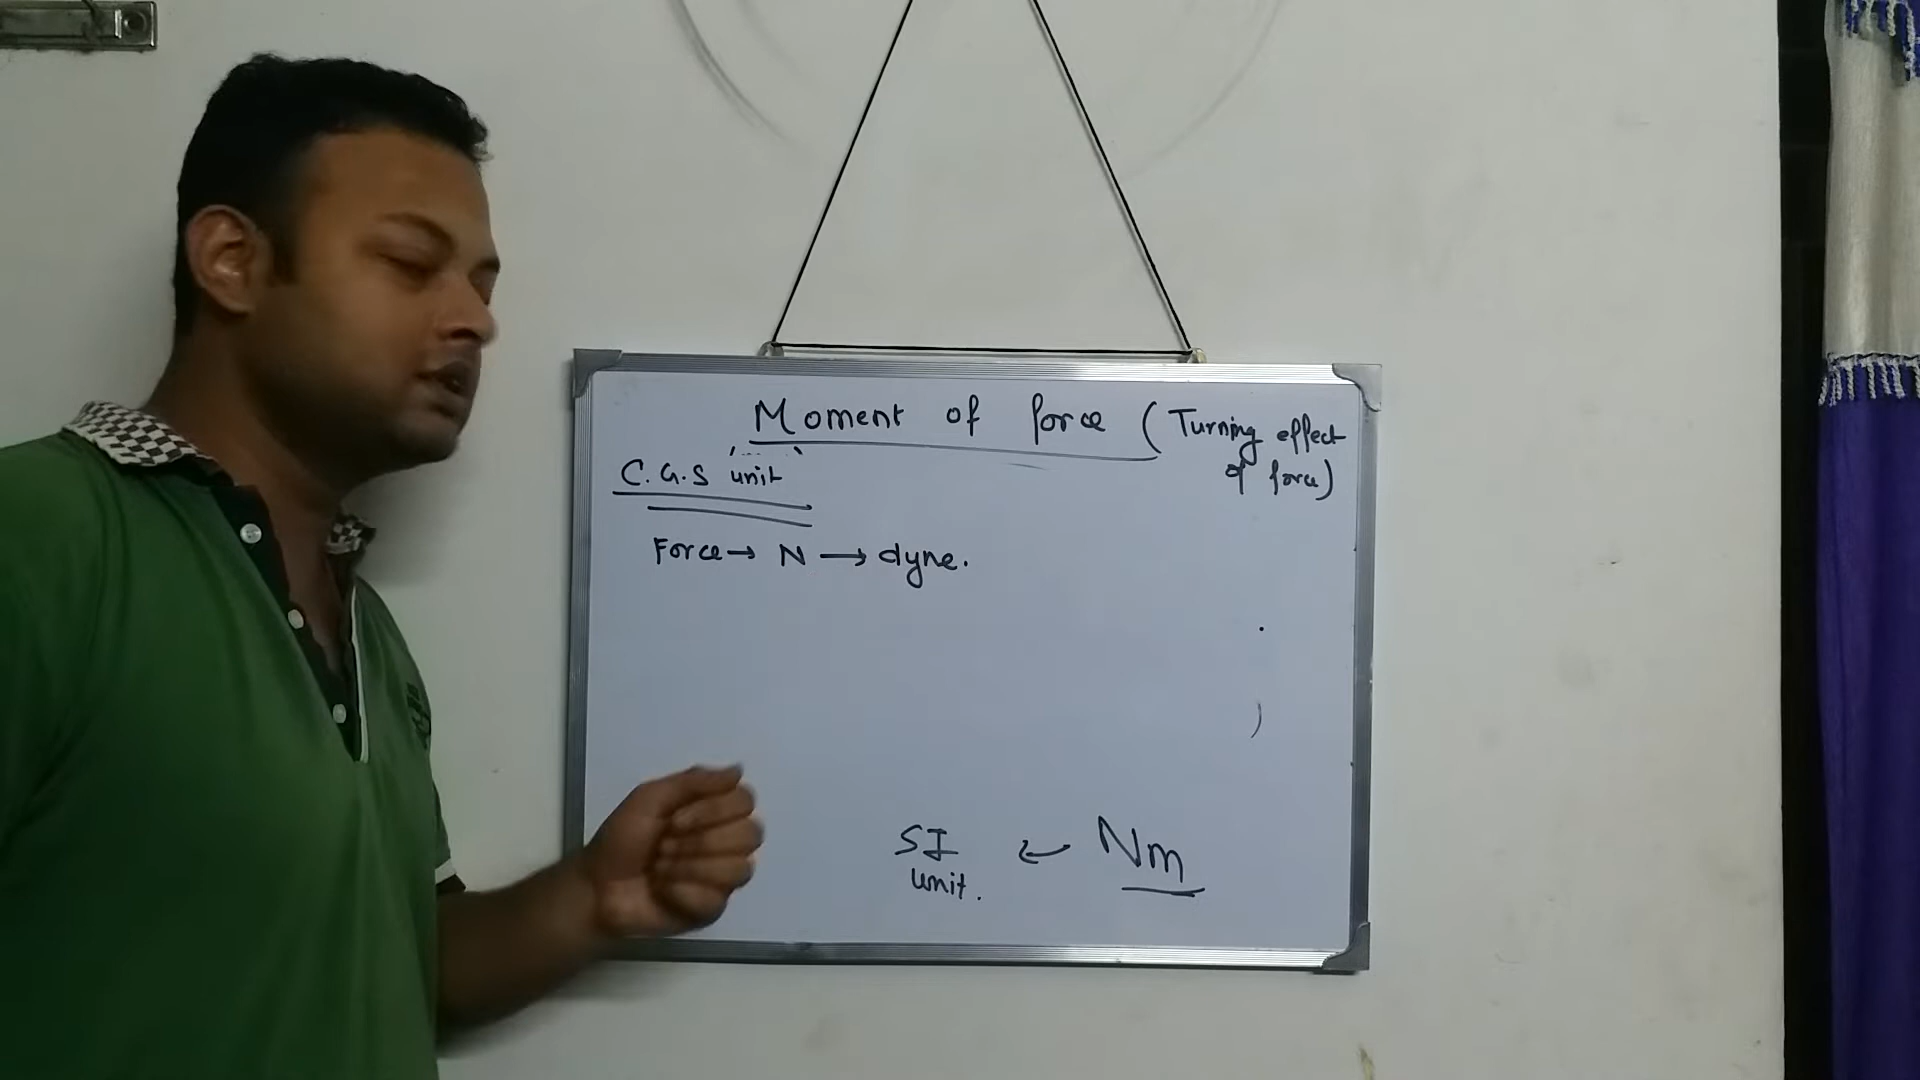 Moment of force (Turning effect
of force)
C.G.S unit
Force → N → dyne.
SI ← Nm
unit.